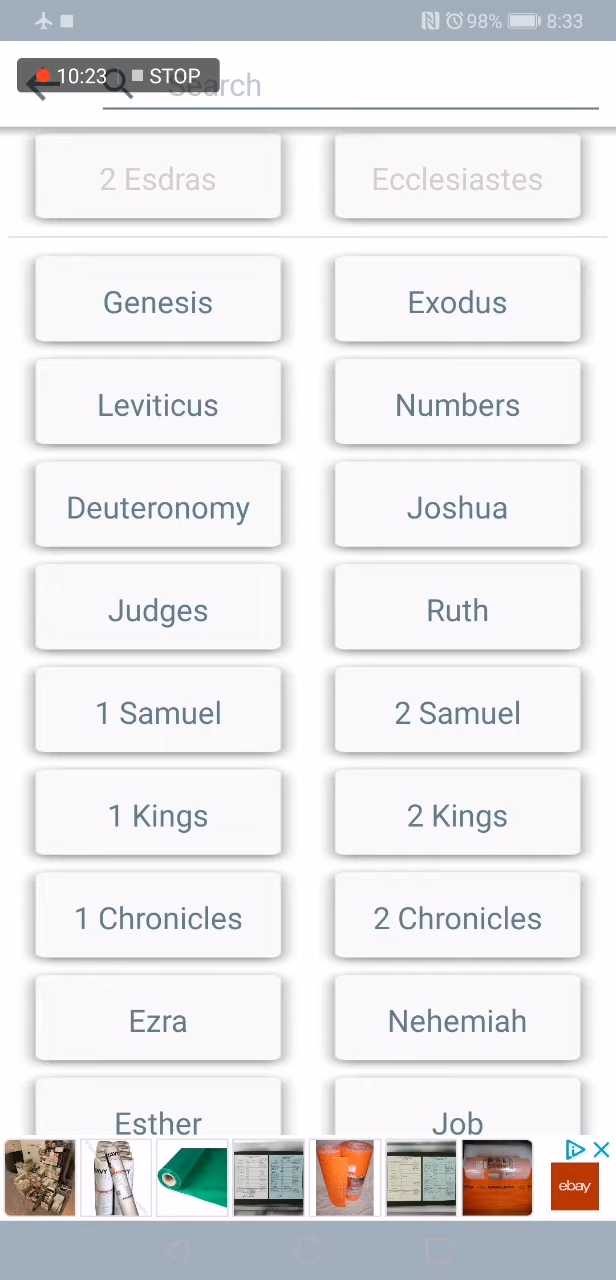 98% 8:33
10:23 STOP
Search
2 Esdras Ecclesiastes
Genesis Exodus
Leviticus Numbers
Deuteronomy Joshua
Judges Ruth
1 Samuel 2 Samuel
1 Kings 2 Kings
1 Chronicles 2 Chronicles
Ezra Nehemiah
Esther Job
ebay